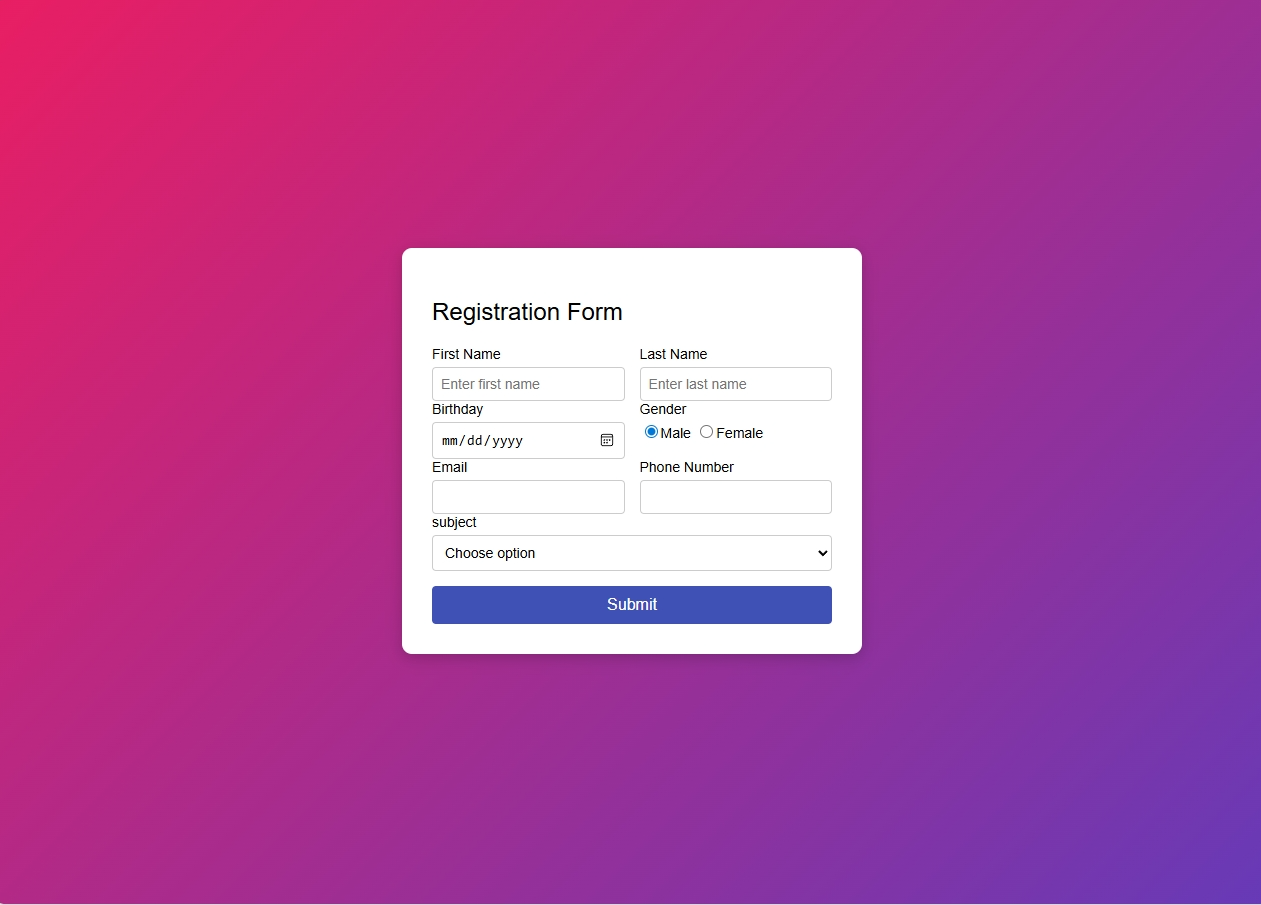 Registration Form
First Name Last Name
Enter first name Enter last name
Birthday Gender
mm/dd/yyyy Male Female
Email Phone Number
subject
Choose option
Submit